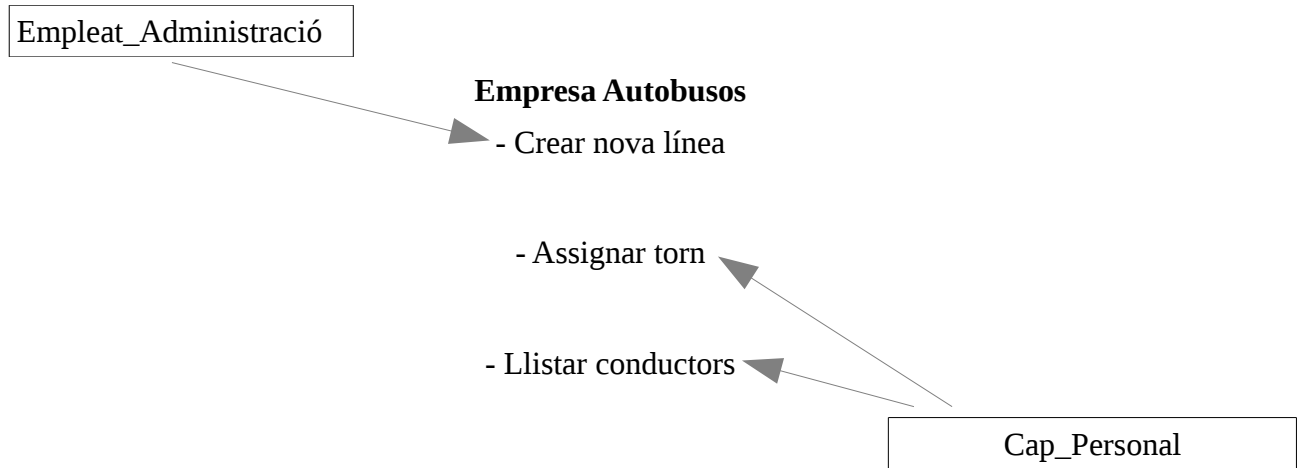 Empleat_Administració
Empresa Autobusos
- Crear nova línea
- Assignar torn
- Llistar conductors
Cap_Personal